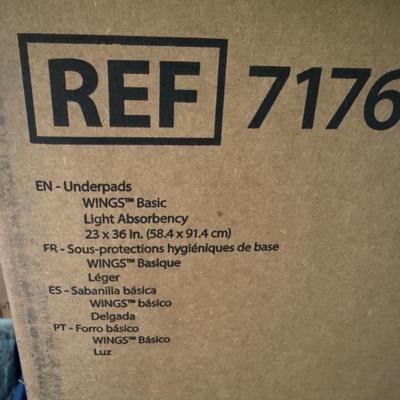 REF 7176
EN - Underpads
WINGS™ Basic
Light Absorbency
23 x 36 in. (58.4 x 91.4 cm)
FR - Sous-protections hygiéniques de base
WINGS™ Basique
Léger
ES - Sabanilla básica
WINGS™ básico
Delgada
PT - Forro básico
WINGS™ Básico
Luz